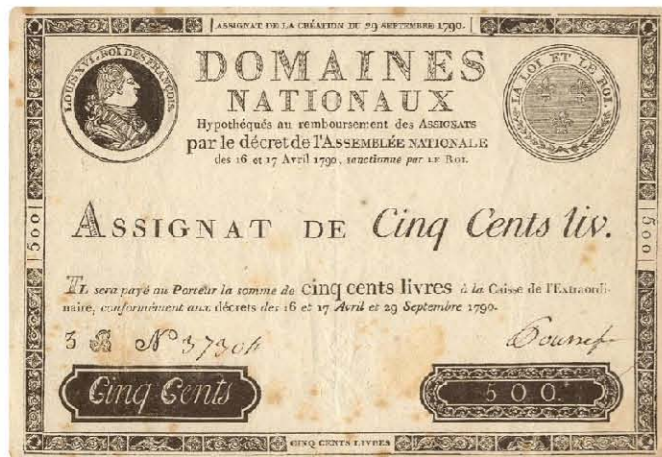 ASSIGNAT DE LA CRÉATION DU 29 SEPTEMBRE 1790.
LOUIS XVI, ROI DES FRANÇOIS.
LA LOI ET LE ROI.
DOMAINES
NATIONAUX
Hypothéqués au remboursement des ASSIGNATS
par le décret de l'ASSEMBLÉE NATIONALE
des 16 et 17 Avril 1790, sanctionné par LE ROI.
500
500
ASSIGNAT DE Cinq Cents liv.
IL sera payé au Porteur la somme de cinq cents livres à la Caisse de l'Extraordi-
naire, conformément aux décrets des 16 et 17 Avril et 29 Septembre 1790.
3 B N° 37304
Cinq Cents
500.
CINQ CENTS LIVRES